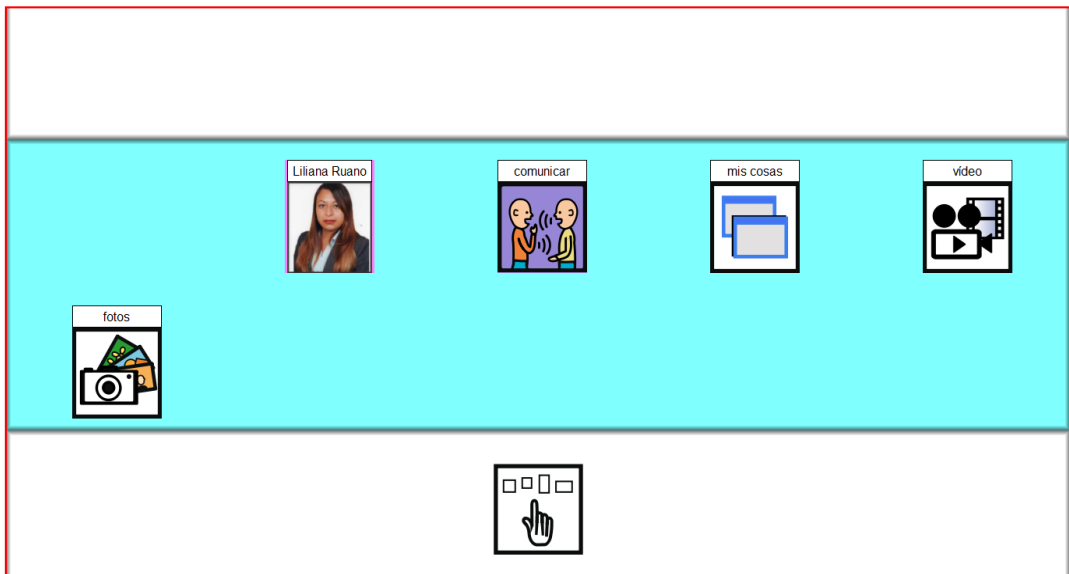 Liliana Ruano
comunicar
mis cosas
vídeo
fotos